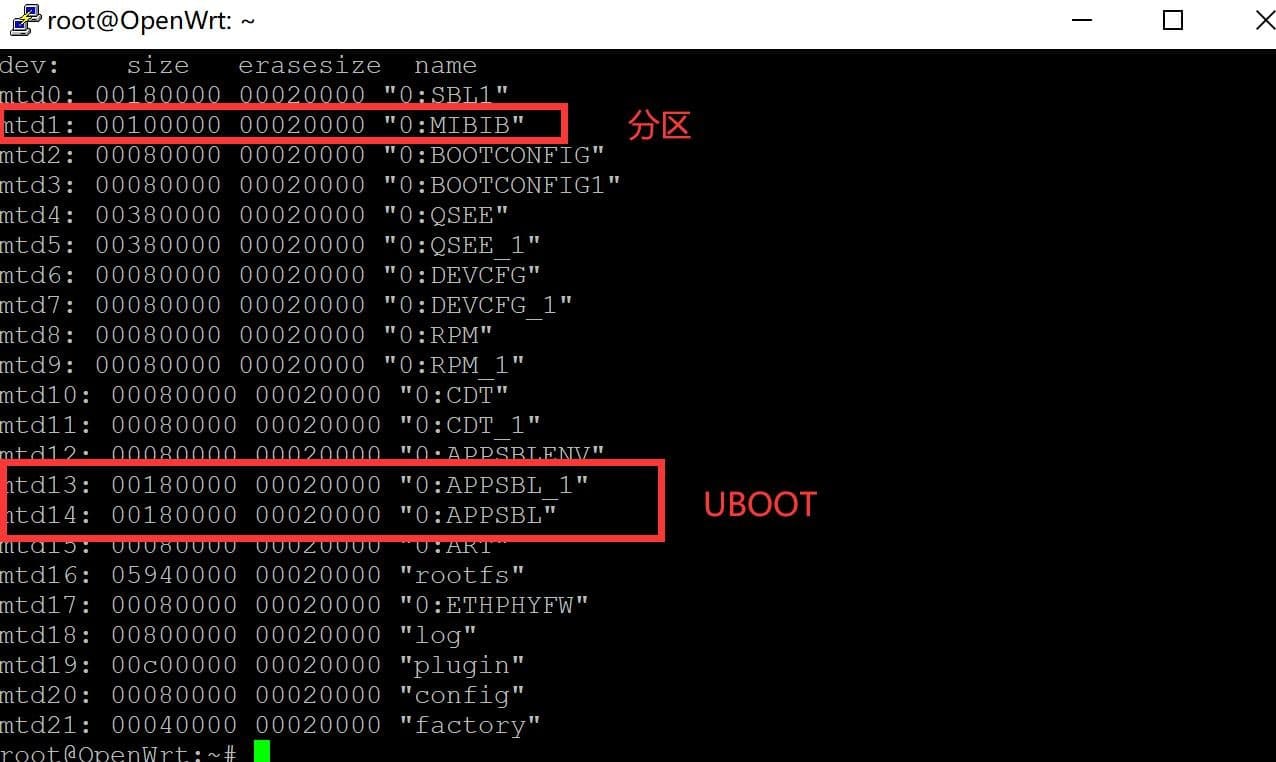 root@OpenWrt: ~
dev:    size   erasesize  name
mtd0: 00180000 00020000 "0:SBL1"
mtd1: 00100000 00020000 "0:MIBIB"
分区
mtd2: 00080000 00020000 "0:BOOTCONFIG"
mtd3: 00080000 00020000 "0:BOOTCONFIG1"
mtd4: 00380000 00020000 "0:QSEE"
mtd5: 00380000 00020000 "0:QSEE_1"
mtd6: 00080000 00020000 "0:DEVCFG"
mtd7: 00080000 00020000 "0:DEVCFG_1"
mtd8: 00080000 00020000 "0:RPM"
mtd9: 00080000 00020000 "0:RPM_1"
mtd10: 00080000 00020000 "0:CDT"
mtd11: 00080000 00020000 "0:CDT_1"
mtd12: 00080000 00020000 "0:APPSBLENV"
mtd13: 00180000 00020000 "0:APPSBL_1"
mtd14: 00180000 00020000 "0:APPSBL"
UBOOT
mtd15: 00080000 00020000 "0:ART"
mtd16: 05940000 00020000 "rootfs"
mtd17: 00080000 00020000 "0:ETHPHYFW"
mtd18: 00800000 00020000 "log"
mtd19: 00c00000 00020000 "plugin"
mtd20: 00080000 00020000 "config"
mtd21: 00040000 00020000 "factory"
root@OpenWrt:~#